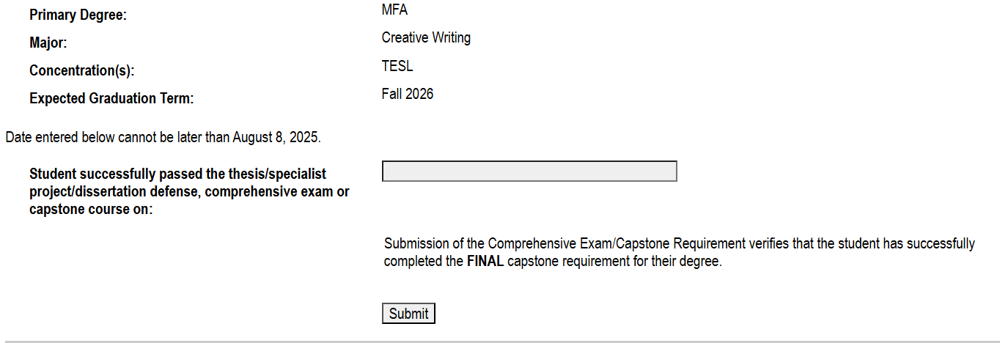 Primary Degree: MFA
Major: Creative Writing
Concentration(s): TESL
Expected Graduation Term: Fall 2026
Date entered below cannot be later than August 8, 2025.
Student successfully passed the thesis/specialist
project/dissertation defense, comprehensive exam or
capstone course on:
Submission of the Comprehensive Exam/Capstone Requirement verifies that the student has successfully
completed the FINAL capstone requirement for their degree.
Submit